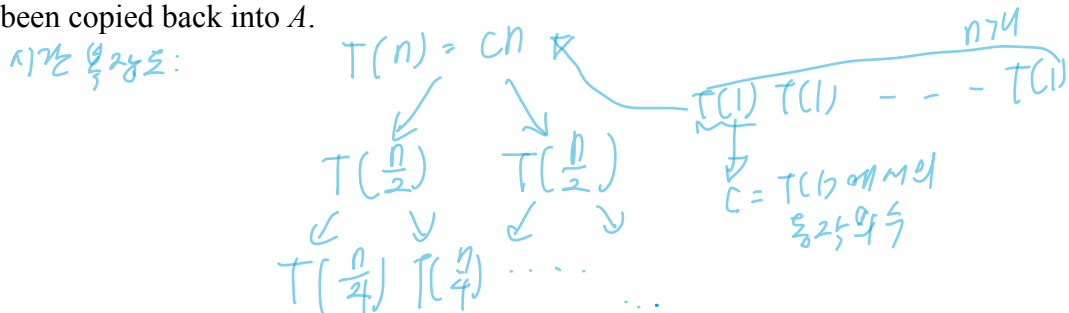 been copied back into A.
시간 복잡도:
T(n) = cn
n개
T(1) T(1) - - - T(1)
T(n/2) T(n/2)
c = T(1)에서의
동작의 수
T(n/4) T(n/4) .....
...